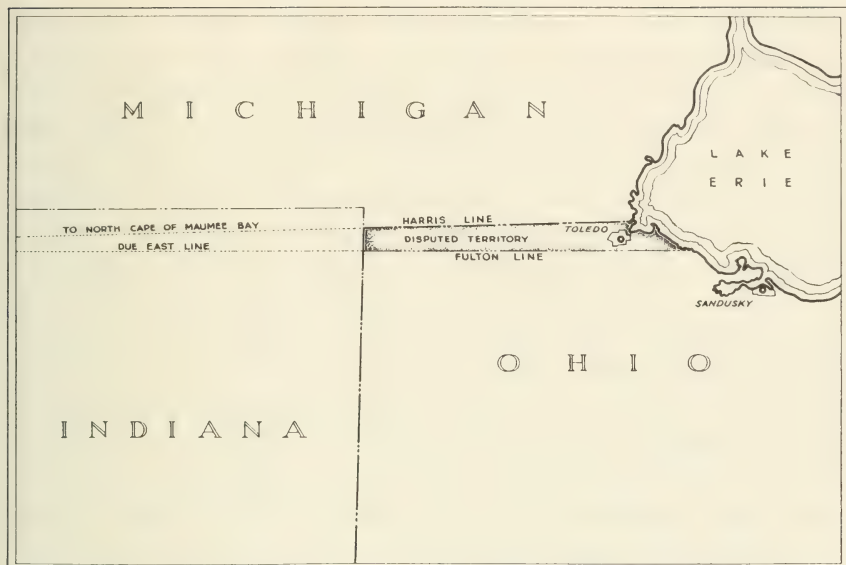 MICHIGAN
LAKE
ERIE
HARRIS LINE
TO NORTH CAPE OF MAUMEE BAY
TOLEDO
DISPUTED TERRITORY
DUE EAST LINE
FULTON LINE
SANDUSKY
OHIO
INDIANA